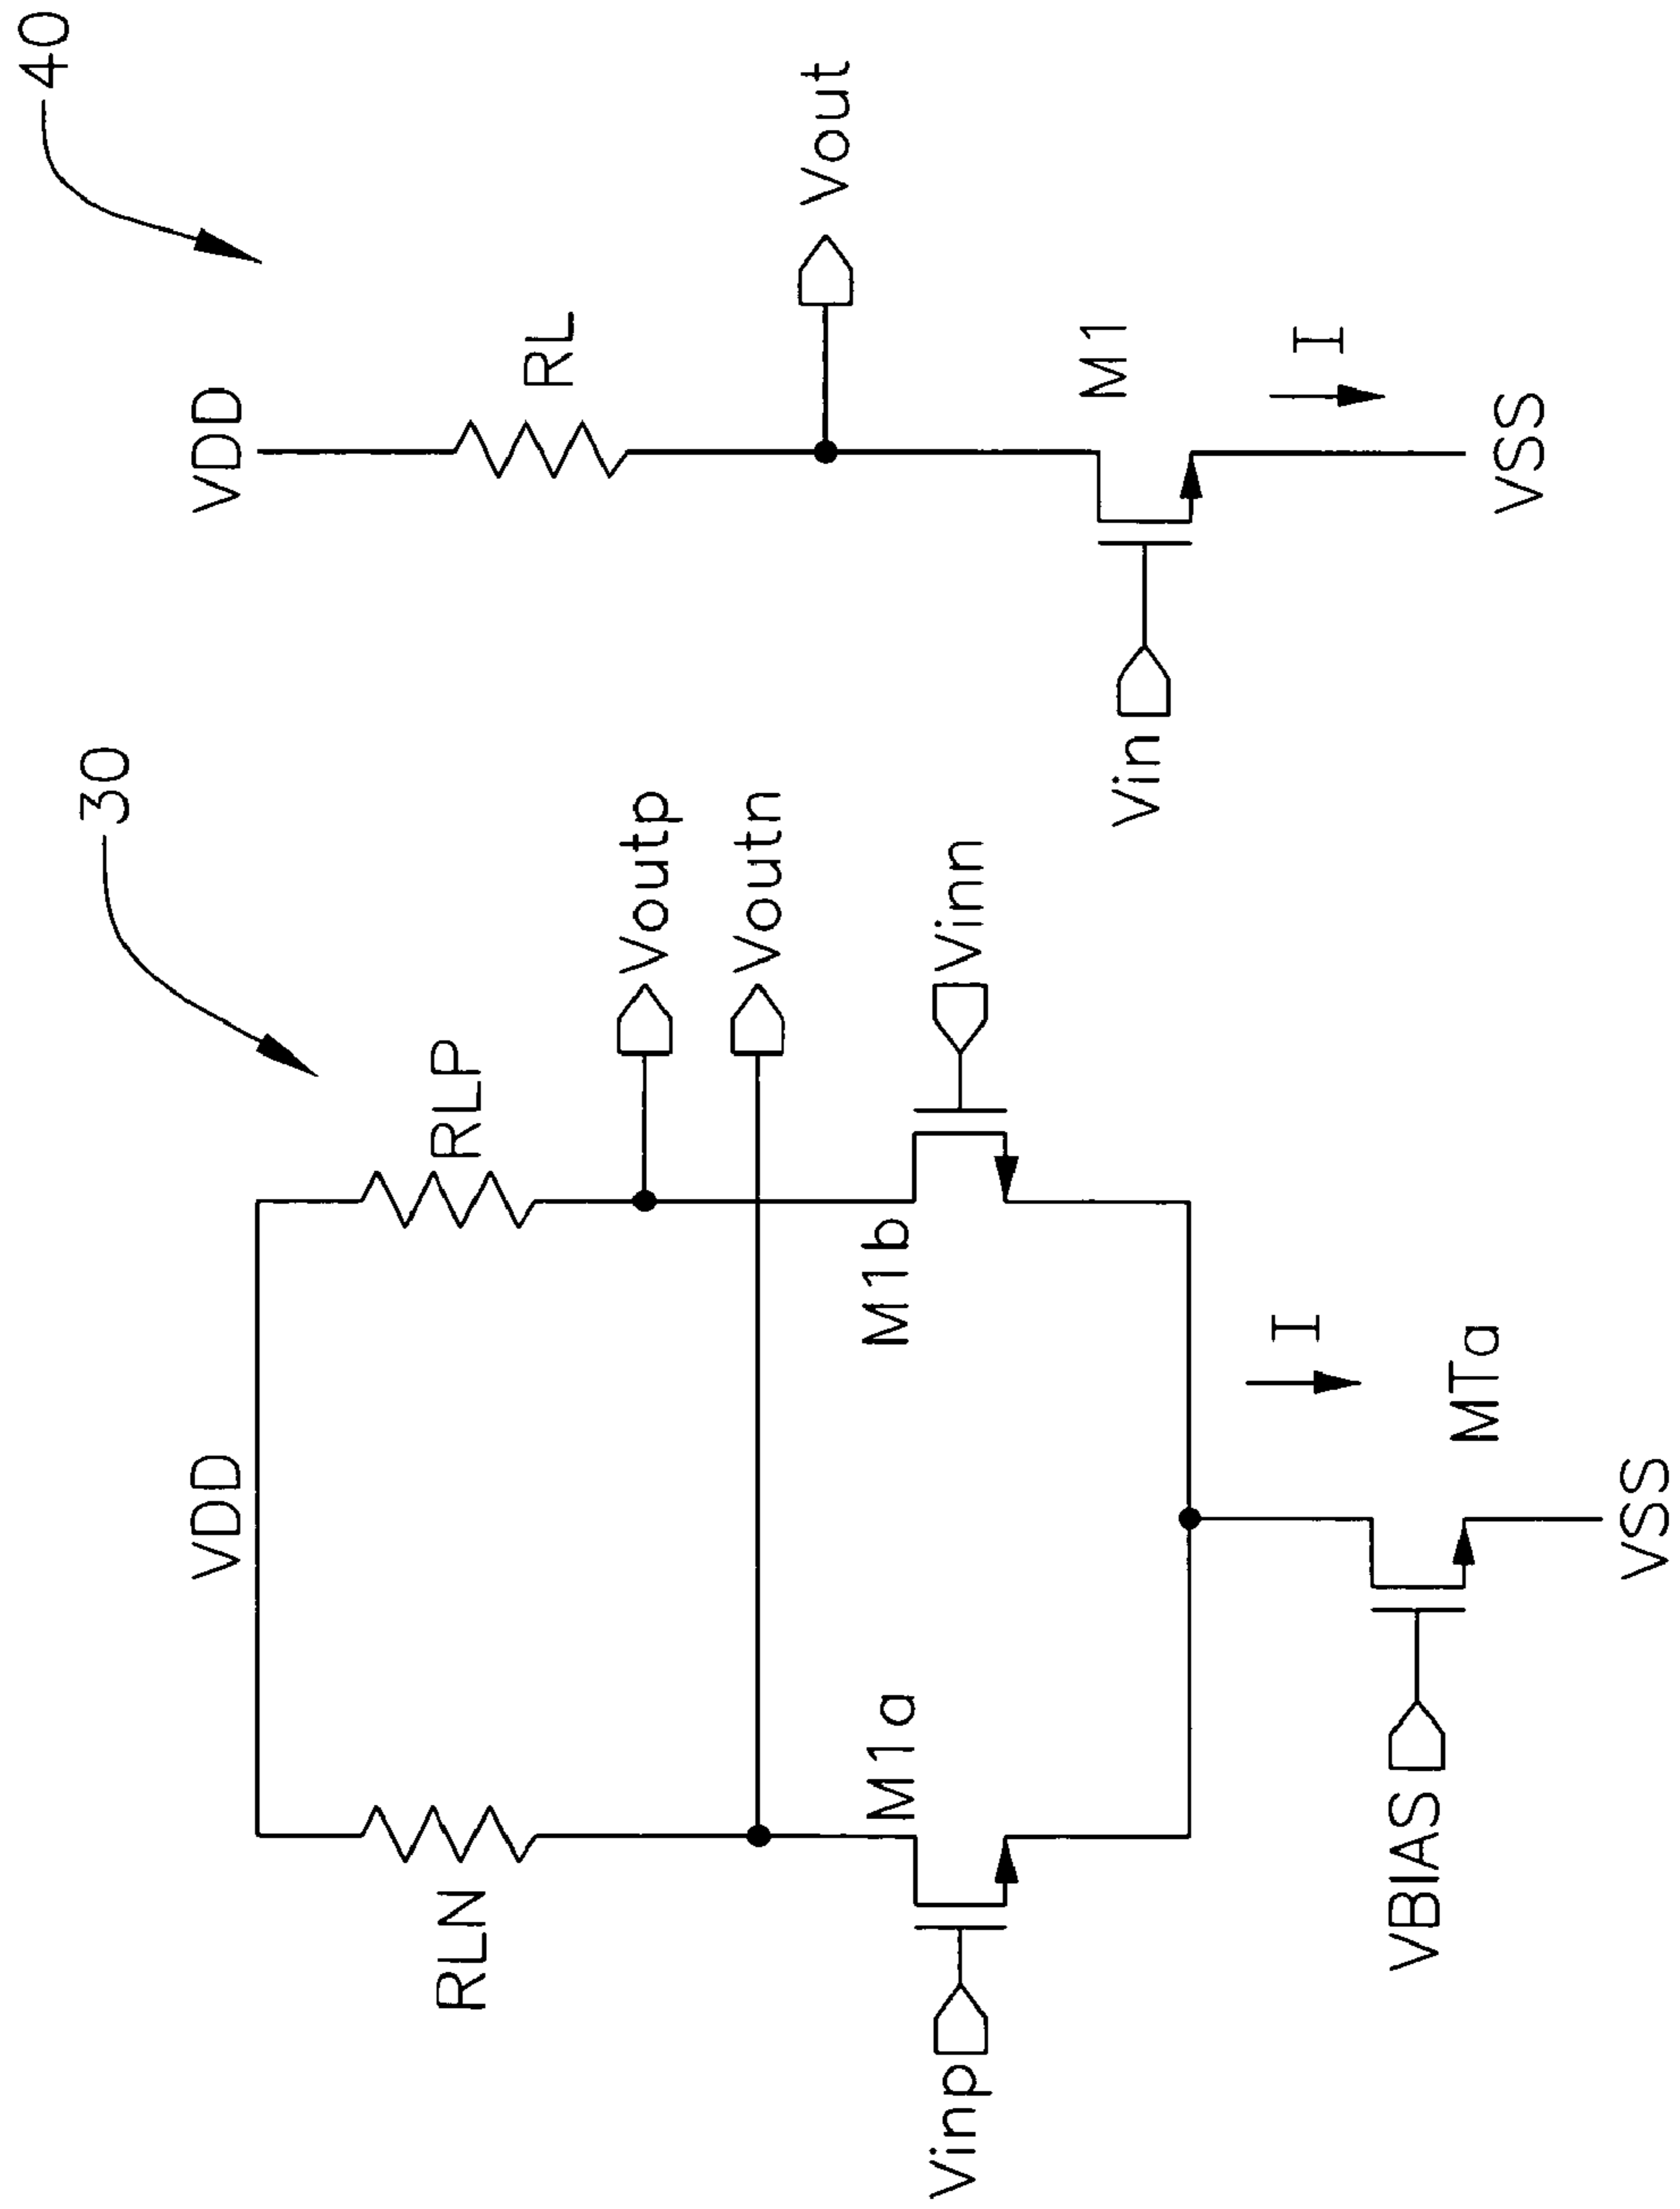 30
VDD
RLN
RLP
Voutp
Voutn
M1a
M1b
Vinp
Vinn
I
VBIAS
MTa
VSS
40
VDD
RL
Vout
M1
Vin
I
VSS